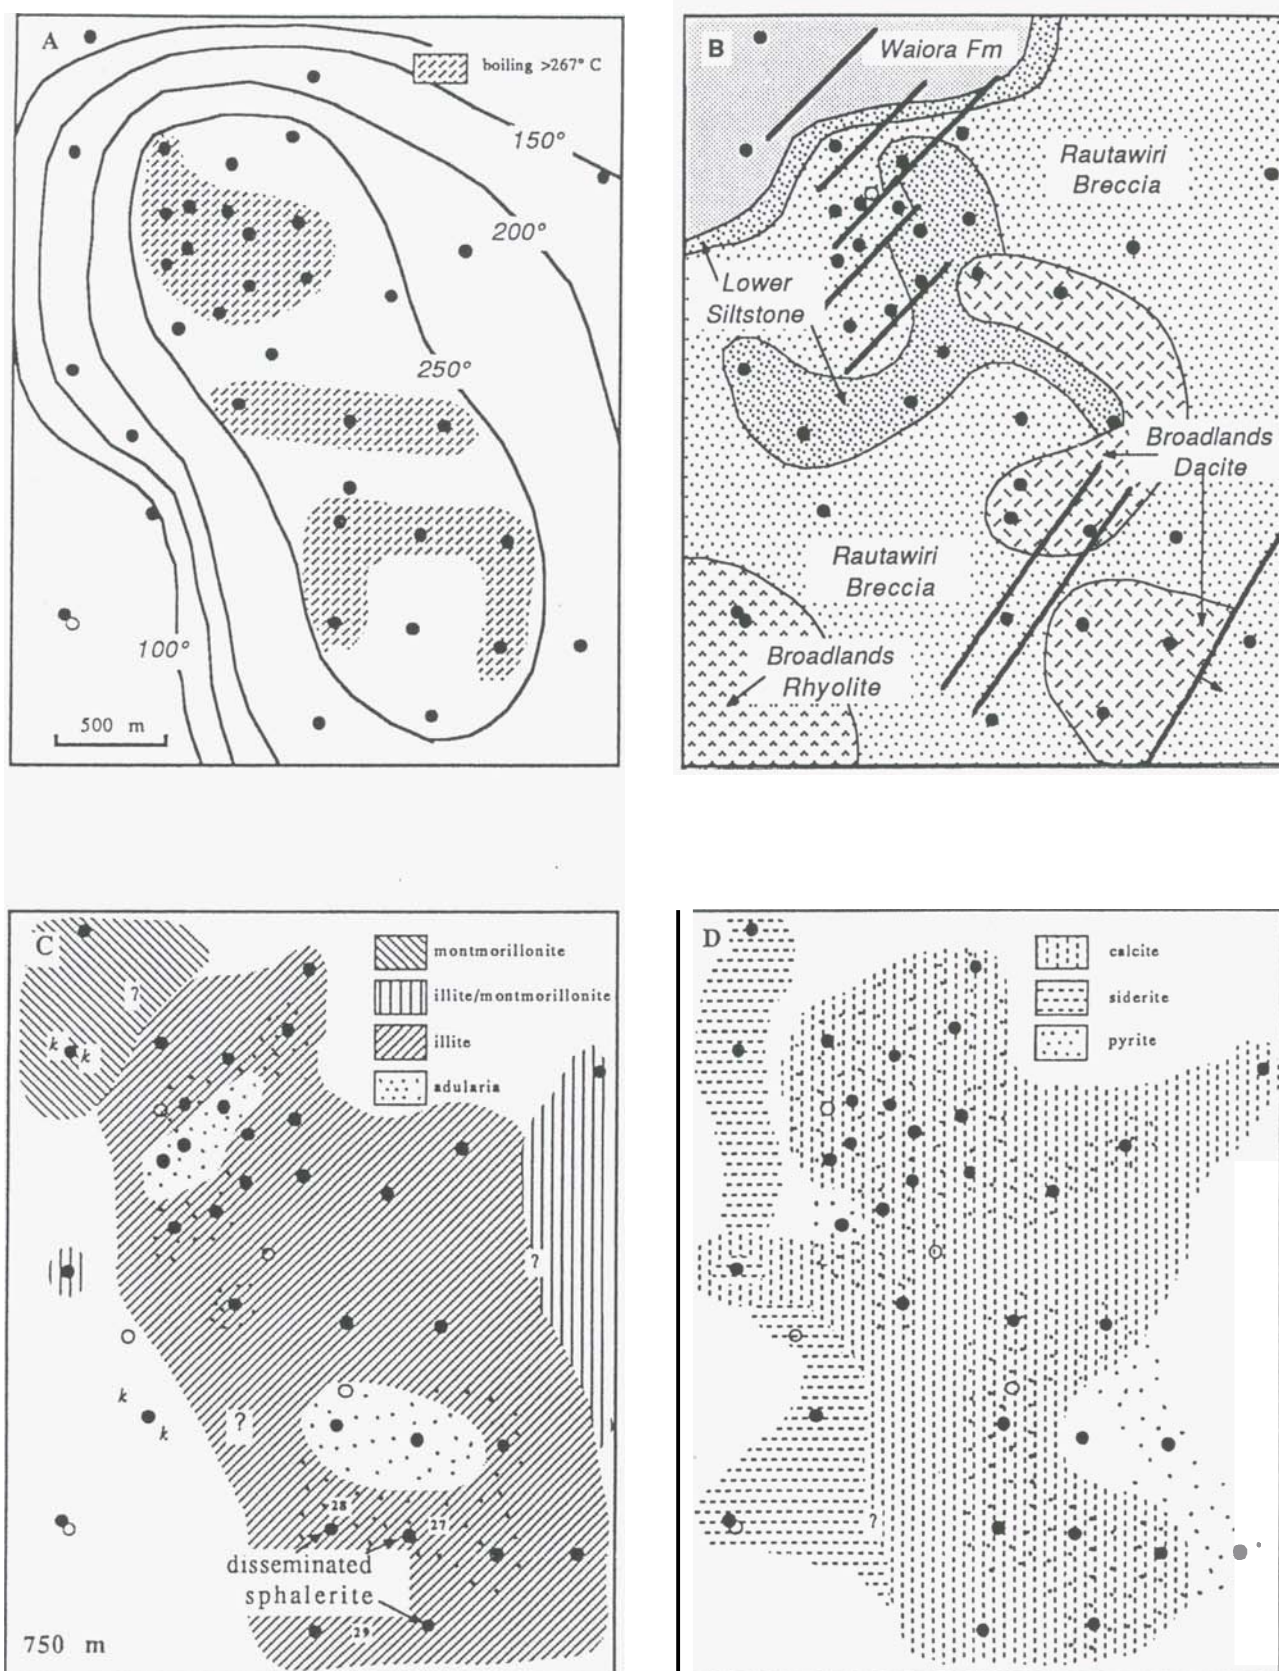 A
boiling >267° C
150°
200°
250°
100°
500 m
B
Waiora Fm
Rautawiri
Breccia
Lower
Siltstone
Broadlands
Dacite
Rautawiri
Breccia
Broadlands
Rhyolite
C
montmorillonite
illite/montmorillonite
illite
adularia
?
k k
?
k
k
?
28
27
disseminated
sphalerite
29
750 m
D
calcite
siderite
pyrite
?